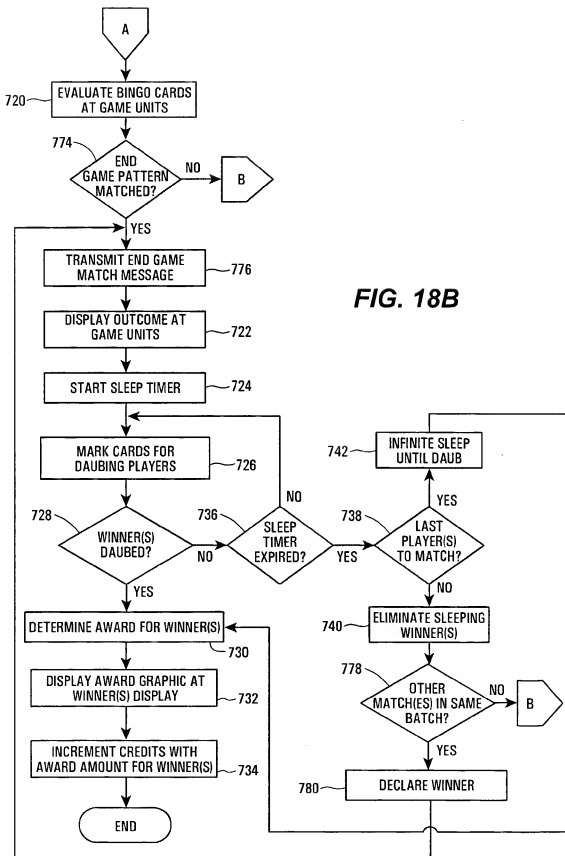 A
720
EVALUATE BINGO CARDS
AT GAME UNITS
774
END
GAME PATTERN
MATCHED?
NO
B
YES
TRANSMIT END GAME
MATCH MESSAGE
776
FIG. 18B
DISPLAY OUTCOME AT
GAME UNITS
722
START SLEEP TIMER
724
MARK CARDS FOR
DAUBING PLAYERS
726
742
INFINITE SLEEP
UNTIL DAUB
NO
YES
728
WINNER(S)
DAUBED?
NO
736
SLEEP
TIMER
EXPIRED?
YES
738
LAST
PLAYER(S)
TO MATCH?
YES
NO
DETERMINE AWARD FOR WINNER(S)
730
740
ELIMINATE SLEEPING
WINNER(S)
DISPLAY AWARD GRAPHIC AT
WINNER(S) DISPLAY
732
778
OTHER
MATCH(ES) IN SAME
BATCH?
NO
B
INCREMENT CREDITS WITH
AWARD AMOUNT FOR WINNER(S)
734
YES
780
DECLARE WINNER
END